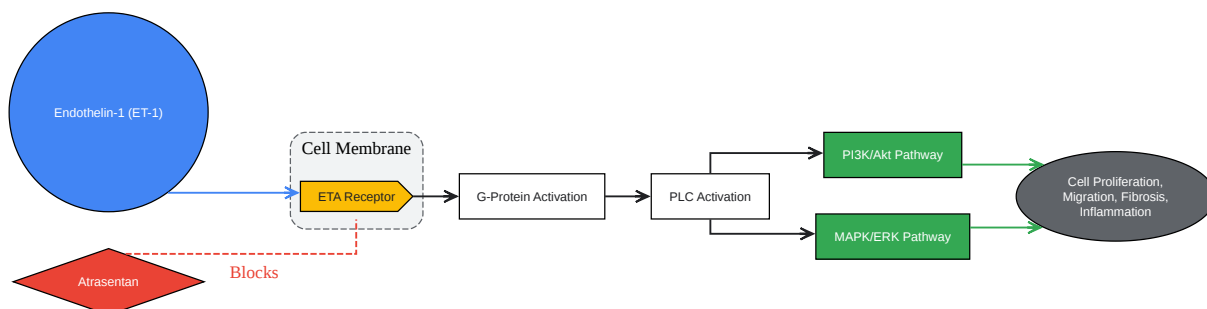 Endothelin-1 (ET-1)
Cell Membrane
ETA Receptor
G-Protein Activation
PLC Activation
PI3K/Akt Pathway
MAPK/ERK Pathway
Cell Proliferation,
Migration, Fibrosis,
Inflammation
Blocks
Atrasentan